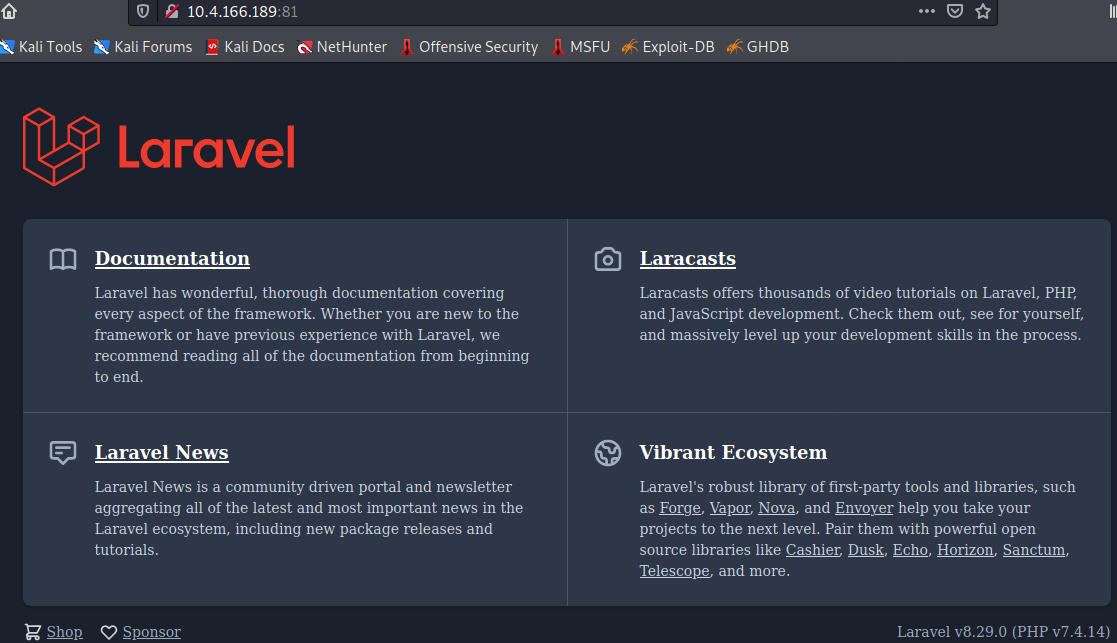 10.4.166.189:81
Kali Tools Kali Forums Kali Docs NetHunter Offensive Security MSFU Exploit-DB GHDB
Laravel
Documentation
Laravel has wonderful, thorough documentation covering
every aspect of the framework. Whether you are new to the
framework or have previous experience with Laravel, we
recommend reading all of the documentation from beginning
to end.
Laracasts
Laracasts offers thousands of video tutorials on Laravel, PHP,
and JavaScript development. Check them out, see for yourself,
and massively level up your development skills in the process.
Laravel News
Laravel News is a community driven portal and newsletter
aggregating all of the latest and most important news in the
Laravel ecosystem, including new package releases and
tutorials.
Vibrant Ecosystem
Laravel's robust library of first-party tools and libraries, such
as Forge, Vapor, Nova, and Envoyer help you take your
projects to the next level. Pair them with powerful open
source libraries like Cashier, Dusk, Echo, Horizon, Sanctum,
Telescope, and more.
Shop Sponsor
Laravel v8.29.0 (PHP v7.4.14)